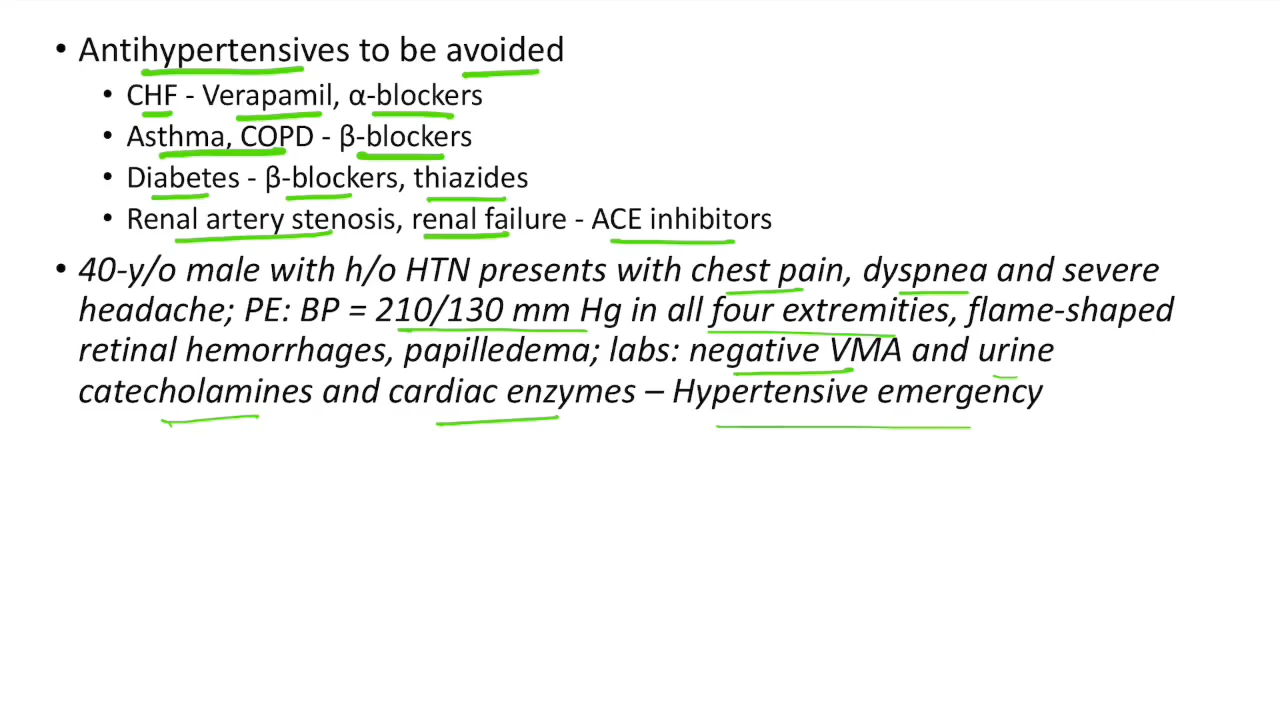 • Antihypertensives to be avoided
• CHF - Verapamil, α-blockers
• Asthma, COPD - β-blockers
• Diabetes - β-blockers, thiazides
• Renal artery stenosis, renal failure - ACE inhibitors
• 40-y/o male with h/o HTN presents with chest pain, dyspnea and severe
headache; PE: BP = 210/130 mm Hg in all four extremities, flame-shaped
retinal hemorrhages, papilledema; labs: negative VMA and urine
catecholamines and cardiac enzymes – Hypertensive emergency